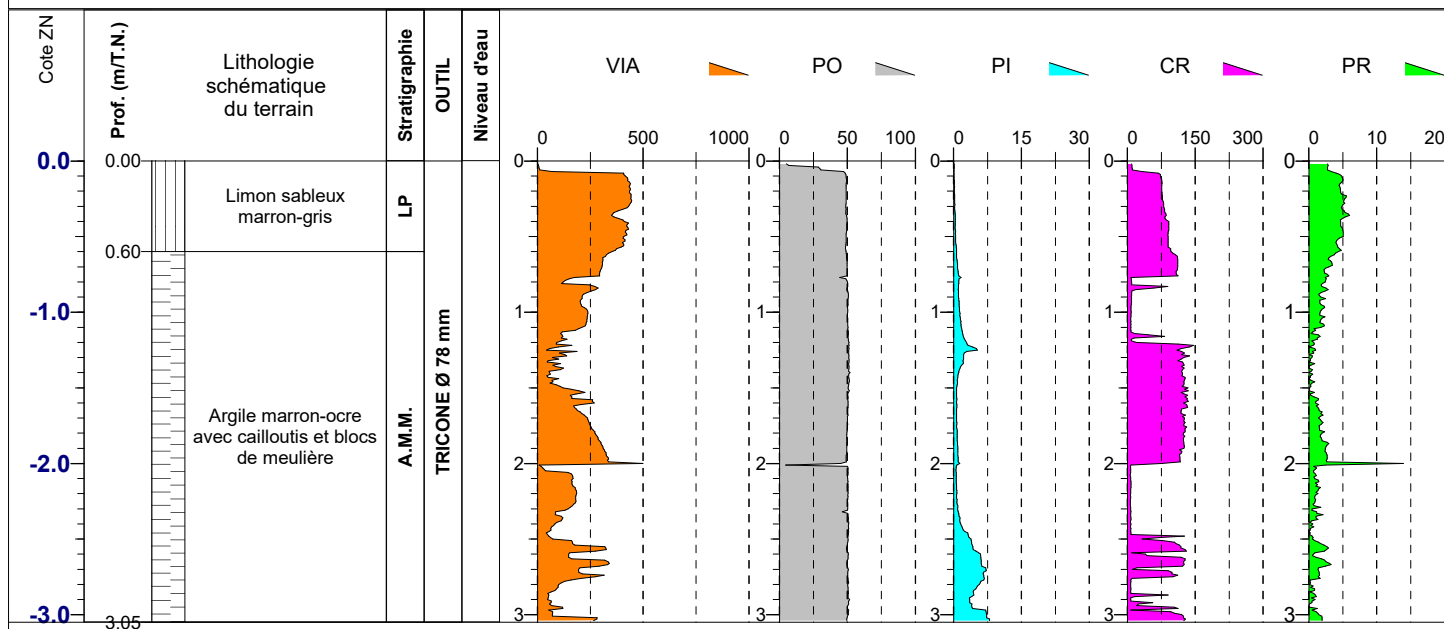 Cote ZN
Prof. (m/T.N.)
Lithologie
schématique
du terrain
Stratigraphie
OUTIL
Niveau d'eau
VIA
PO
PI
CR
PR
0 500 1000
0 50 100
0 15 30
0 150 300
0 10 20
0.0
0.00
0
0
0
0
0
Limon sableux
marron-gris
LP
0.60
-1.0
1
1
1
1
1
Argile marron-ocre
avec cailloutis et blocs
de meulière
A.M.M.
TRICONE Ø 78 mm
-2.0
2
2
2
2
2
-3.0
3.05
3
3
3
3
3